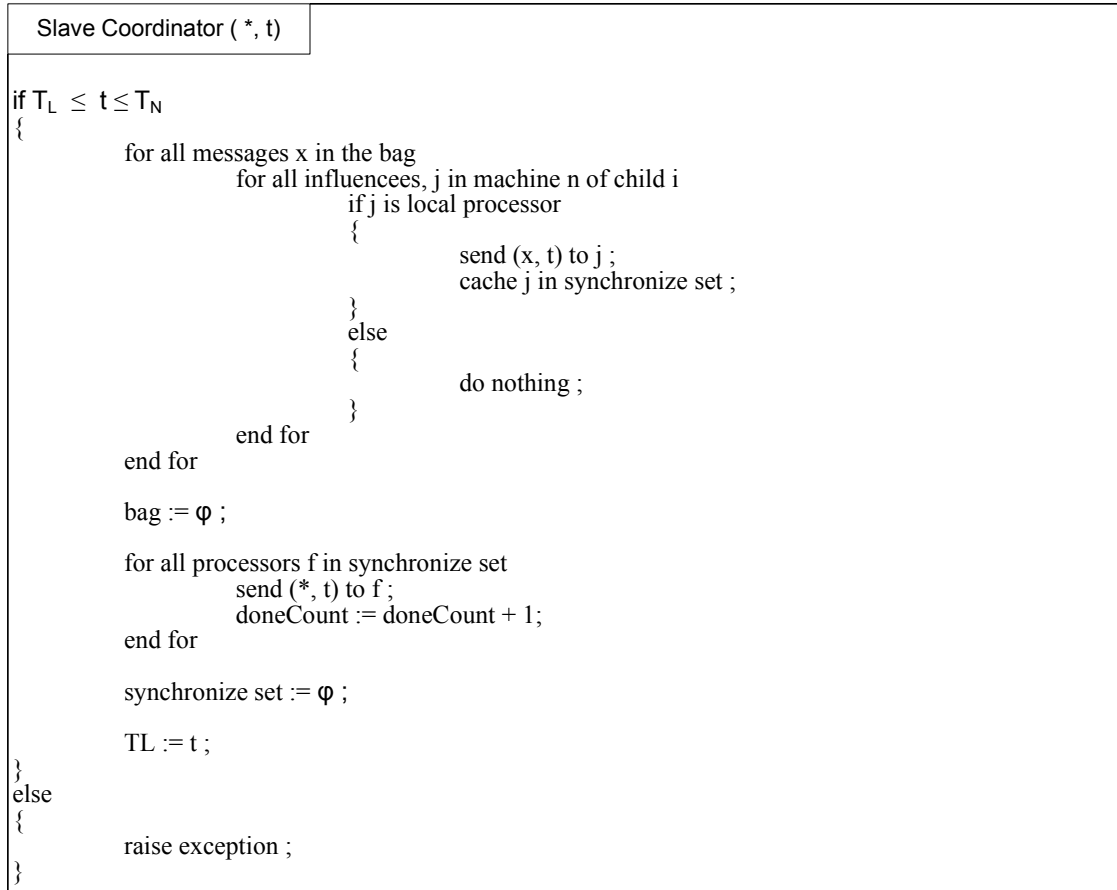 Slave Coordinator ( *, t)
if TL ≤ t ≤ TN
{
for all messages x in the bag
for all influencees, j in machine n of child i
if j is local processor
{
send (x, t) to j ;
cache j in synchronize set ;
}
else
{
do nothing ;
}
end for
end for
bag := φ ;
for all processors f in synchronize set
send (*, t) to f ;
doneCount := doneCount + 1;
end for
synchronize set := φ ;
TL := t ;
}
else
{
raise exception ;
}